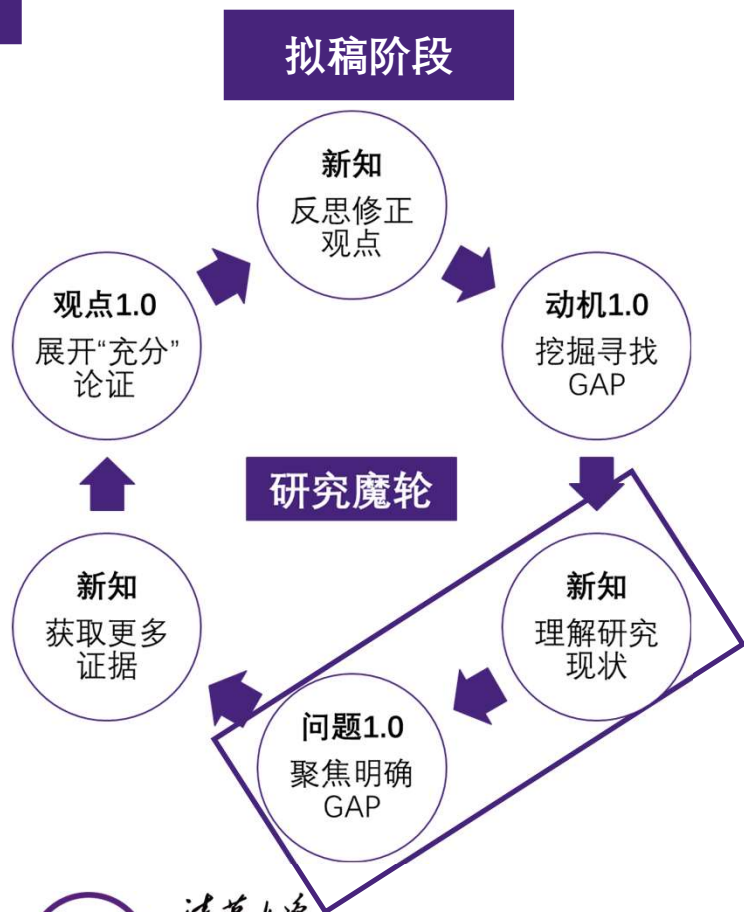 拟稿阶段
新知
反思修正
观点
观点1.0
展开“充分”
论证
动机1.0
挖掘寻找
GAP
研究魔轮
新知
获取更多
证据
新知
理解研究
现状
问题1.0
聚焦明确
GAP